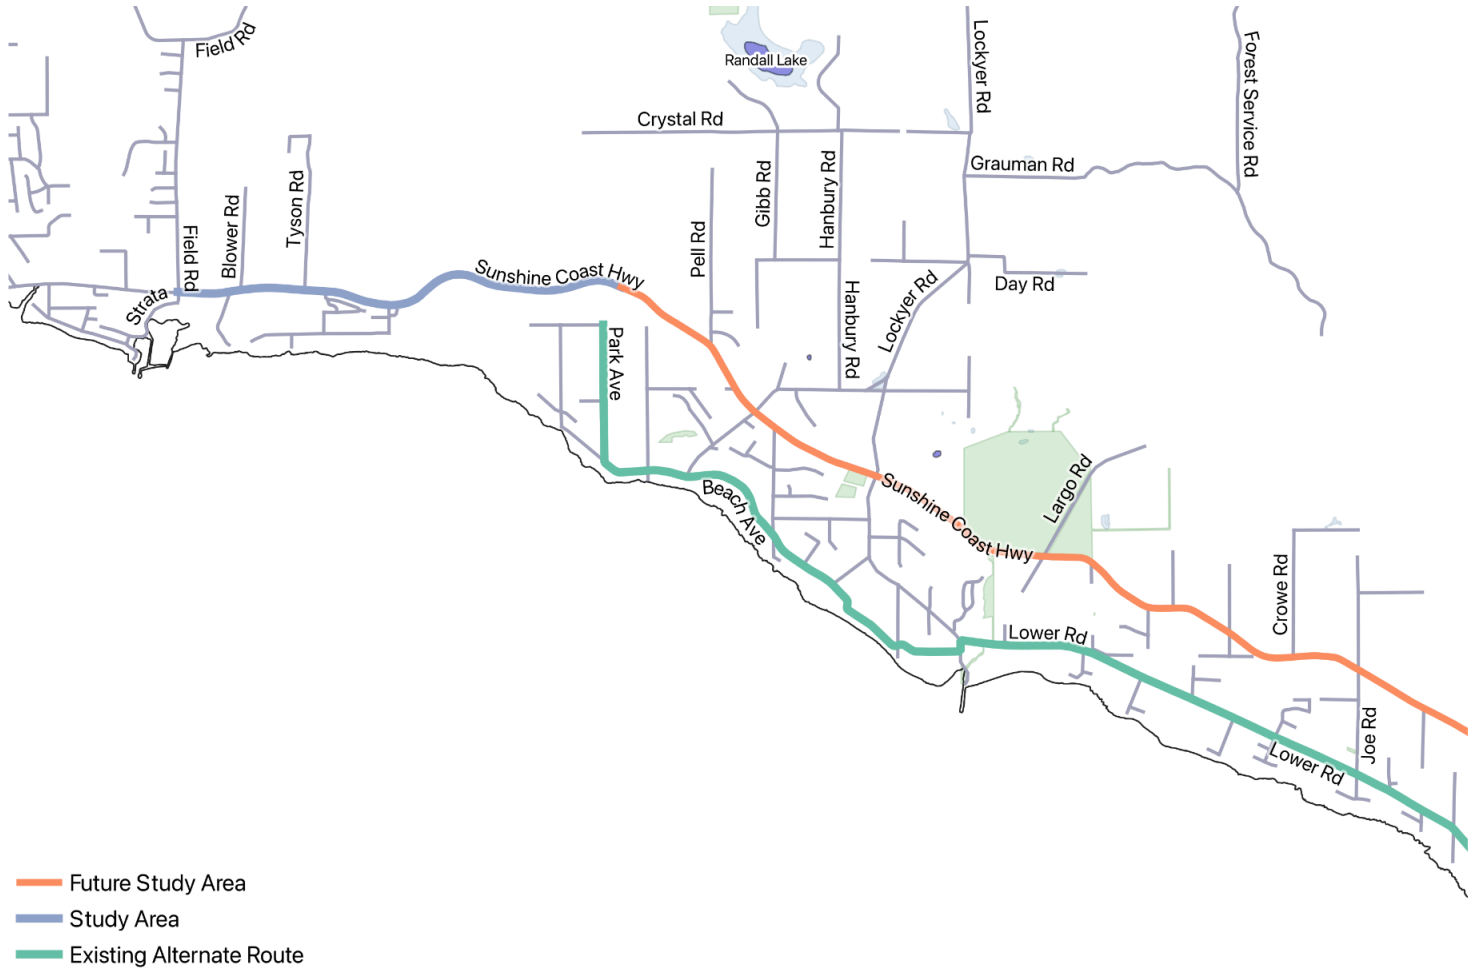 Field Rd
Lockyer Rd
Forest Service Rd
Randall Lake
Crystal Rd
Grauman Rd
Gibb Rd
Hanbury Rd
Tyson Rd
Blower Rd
Field Rd
Pell Rd
Sunshine Coast Hwy
Day Rd
Strata
Lockyer Rd
Hanbury Rd
Park Ave
Largo Rd
Beach Ave
Sunshine Coast Hwy
Crowe Rd
Lower Rd
Joe Rd
Lower Rd
Future Study Area
Study Area
Existing Alternate Route